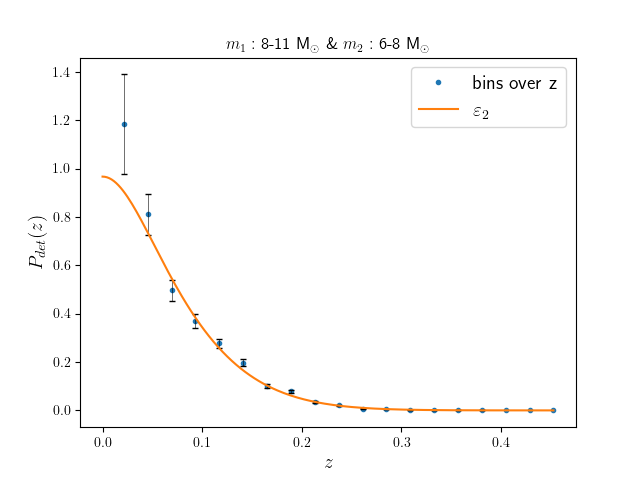 m₁ : 8-11 M⊙ & m₂ : 6-8 M⊙
bins over z
ε₂
P_det(z)
1.4
1.2
1.0
0.8
0.6
0.4
0.2
0.0
0.0 0.1 0.2 0.3 0.4
z